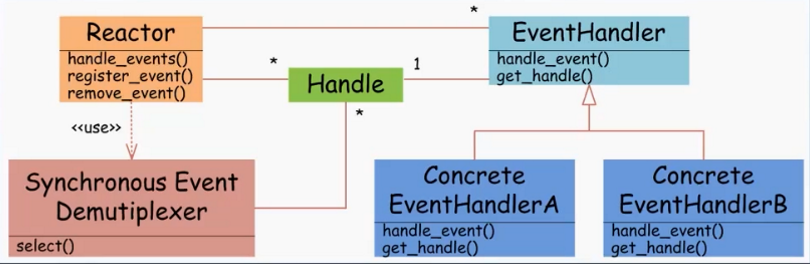 Reactor
handle_events()
register_event()
remove_event()
*
*
EventHandler
handle_event()
get_handle()
Handle
1
*
<<use>>
Synchronous Event
Demutiplexer
select()
Concrete
EventHandlerA
handle_event()
get_handle()
Concrete
EventHandlerB
handle_event()
get_handle()